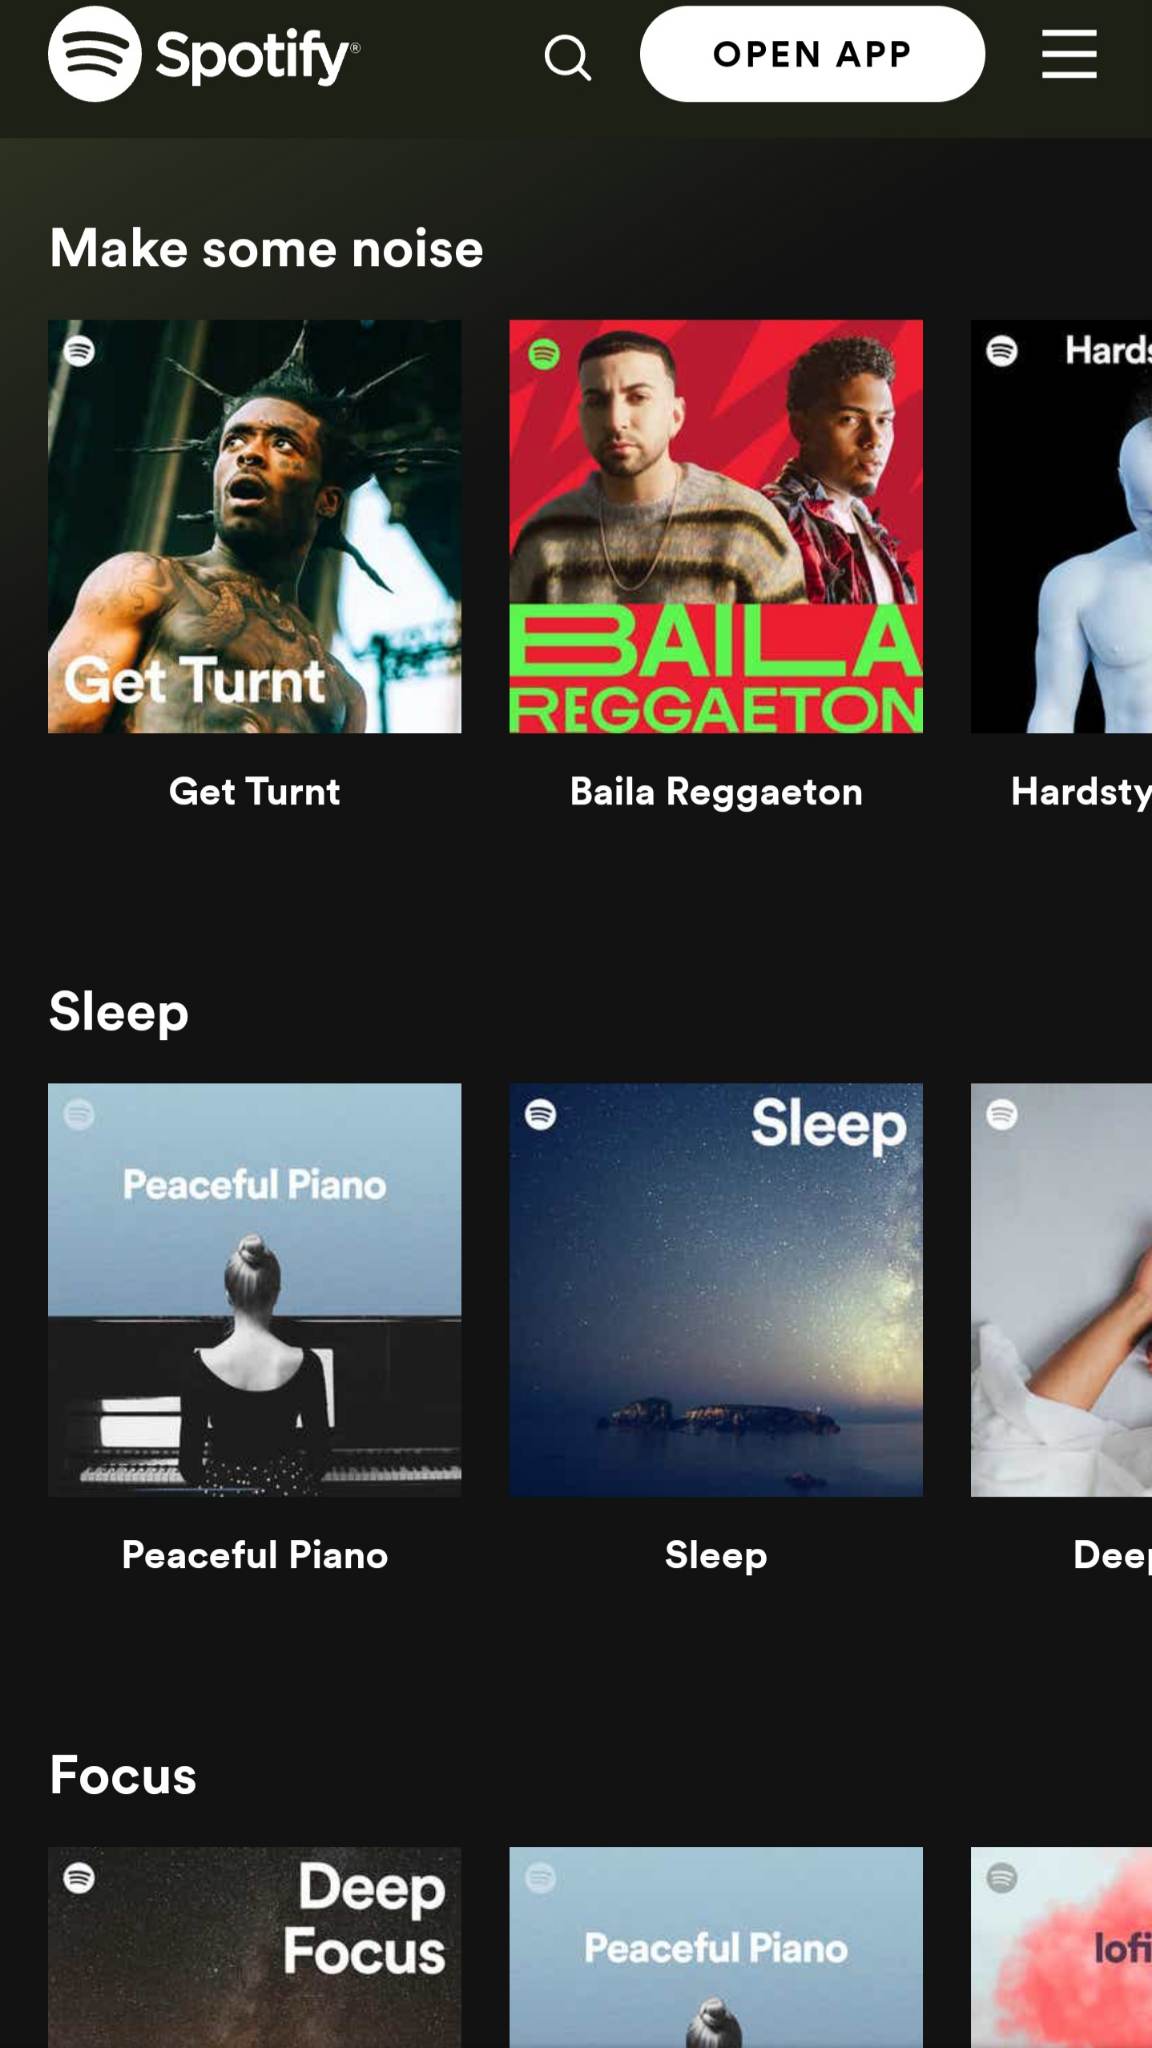 Spotify®
OPEN APP
Make some noise
Get Turnt
BAILA
REGGAETON
Hards
Get Turnt
Baila Reggaeton
Hardsty
Sleep
Peaceful Piano
Sleep
Peaceful Piano
Sleep
Deep
Focus
Deep
Focus
Peaceful Piano
lofi